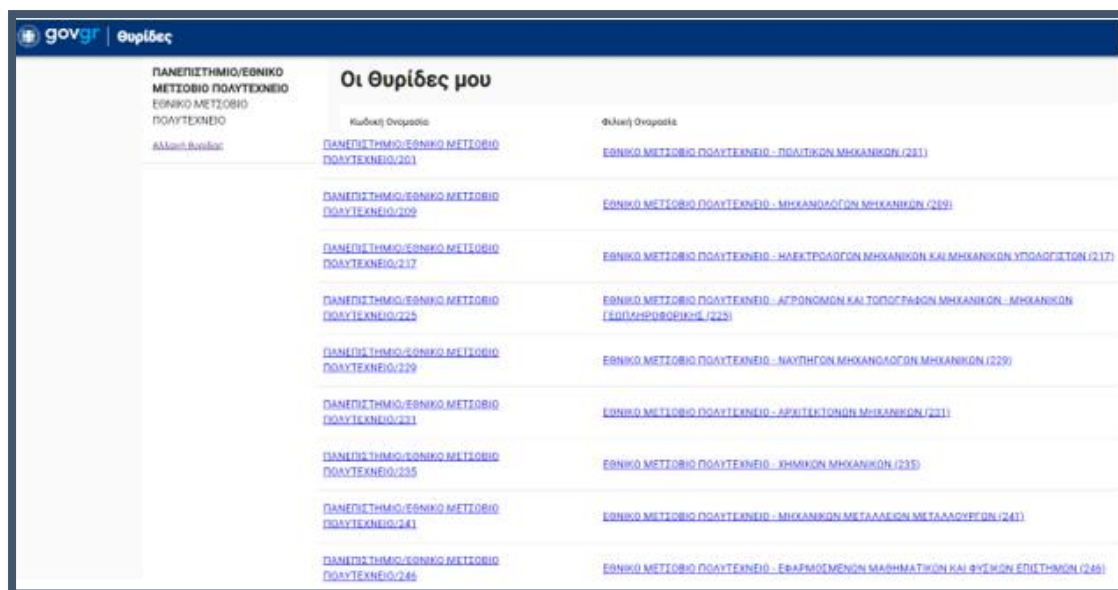 govgr | Θυρίδες
ΠΑΝΕΠΙΣΤΗΜΙΟ/ΕΘΝΙΚΟ
ΜΕΤΣΟΒΙΟ ΠΟΛΥΤΕΧΝΕΙΟ
ΕΘΝΙΚΟ ΜΕΤΣΟΒΙΟ
ΠΟΛΥΤΕΧΝΕΙΟ
Αλλαγή θυρίδας
Οι Θυρίδες μου
Κωδική Ονομασία
Φιλική Ονομασία
ΠΑΝΕΠΙΣΤΗΜΙΟ/ΕΘΝΙΚΟ ΜΕΤΣΟΒΙΟ
ΠΟΛΥΤΕΧΝΕΙΟ/201
ΕΘΝΙΚΟ ΜΕΤΣΟΒΙΟ ΠΟΛΥΤΕΧΝΕΙΟ - ΠΟΛΙΤΙΚΩΝ ΜΗΧΑΝΙΚΩΝ (201)
ΠΑΝΕΠΙΣΤΗΜΙΟ/ΕΘΝΙΚΟ ΜΕΤΣΟΒΙΟ
ΠΟΛΥΤΕΧΝΕΙΟ/209
ΕΘΝΙΚΟ ΜΕΤΣΟΒΙΟ ΠΟΛΥΤΕΧΝΕΙΟ - ΜΗΧΑΝΟΛΟΓΩΝ ΜΗΧΑΝΙΚΩΝ (209)
ΠΑΝΕΠΙΣΤΗΜΙΟ/ΕΘΝΙΚΟ ΜΕΤΣΟΒΙΟ
ΠΟΛΥΤΕΧΝΕΙΟ/217
ΕΘΝΙΚΟ ΜΕΤΣΟΒΙΟ ΠΟΛΥΤΕΧΝΕΙΟ - ΗΛΕΚΤΡΟΛΟΓΩΝ ΜΗΧΑΝΙΚΩΝ ΚΑΙ ΜΗΧΑΝΙΚΩΝ ΥΠΟΛΟΓΙΣΤΩΝ (217)
ΠΑΝΕΠΙΣΤΗΜΙΟ/ΕΘΝΙΚΟ ΜΕΤΣΟΒΙΟ
ΠΟΛΥΤΕΧΝΕΙΟ/225
ΕΘΝΙΚΟ ΜΕΤΣΟΒΙΟ ΠΟΛΥΤΕΧΝΕΙΟ - ΑΓΡΟΝΟΜΩΝ ΚΑΙ ΤΟΠΟΓΡΑΦΩΝ ΜΗΧΑΝΙΚΩΝ - ΜΗΧΑΝΙΚΩΝ
ΓΕΩΠΛΗΡΟΦΟΡΙΚΗΣ (225)
ΠΑΝΕΠΙΣΤΗΜΙΟ/ΕΘΝΙΚΟ ΜΕΤΣΟΒΙΟ
ΠΟΛΥΤΕΧΝΕΙΟ/229
ΕΘΝΙΚΟ ΜΕΤΣΟΒΙΟ ΠΟΛΥΤΕΧΝΕΙΟ - ΝΑΥΠΗΓΩΝ ΜΗΧΑΝΟΛΟΓΩΝ ΜΗΧΑΝΙΚΩΝ (229)
ΠΑΝΕΠΙΣΤΗΜΙΟ/ΕΘΝΙΚΟ ΜΕΤΣΟΒΙΟ
ΠΟΛΥΤΕΧΝΕΙΟ/231
ΕΘΝΙΚΟ ΜΕΤΣΟΒΙΟ ΠΟΛΥΤΕΧΝΕΙΟ - ΑΡΧΙΤΕΚΤΟΝΩΝ ΜΗΧΑΝΙΚΩΝ (231)
ΠΑΝΕΠΙΣΤΗΜΙΟ/ΕΘΝΙΚΟ ΜΕΤΣΟΒΙΟ
ΠΟΛΥΤΕΧΝΕΙΟ/235
ΕΘΝΙΚΟ ΜΕΤΣΟΒΙΟ ΠΟΛΥΤΕΧΝΕΙΟ - ΧΗΜΙΚΩΝ ΜΗΧΑΝΙΚΩΝ (235)
ΠΑΝΕΠΙΣΤΗΜΙΟ/ΕΘΝΙΚΟ ΜΕΤΣΟΒΙΟ
ΠΟΛΥΤΕΧΝΕΙΟ/241
ΕΘΝΙΚΟ ΜΕΤΣΟΒΙΟ ΠΟΛΥΤΕΧΝΕΙΟ - ΜΗΧΑΝΙΚΩΝ ΜΕΤΑΛΛΕΙΩΝ ΜΕΤΑΛΛΟΥΡΓΩΝ (241)
ΠΑΝΕΠΙΣΤΗΜΙΟ/ΕΘΝΙΚΟ ΜΕΤΣΟΒΙΟ
ΠΟΛΥΤΕΧΝΕΙΟ/246
ΕΘΝΙΚΟ ΜΕΤΣΟΒΙΟ ΠΟΛΥΤΕΧΝΕΙΟ - ΕΦΑΡΜΟΣΜΕΝΩΝ ΜΑΘΗΜΑΤΙΚΩΝ ΚΑΙ ΦΥΣΙΚΩΝ ΕΠΙΣΤΗΜΩΝ (246)